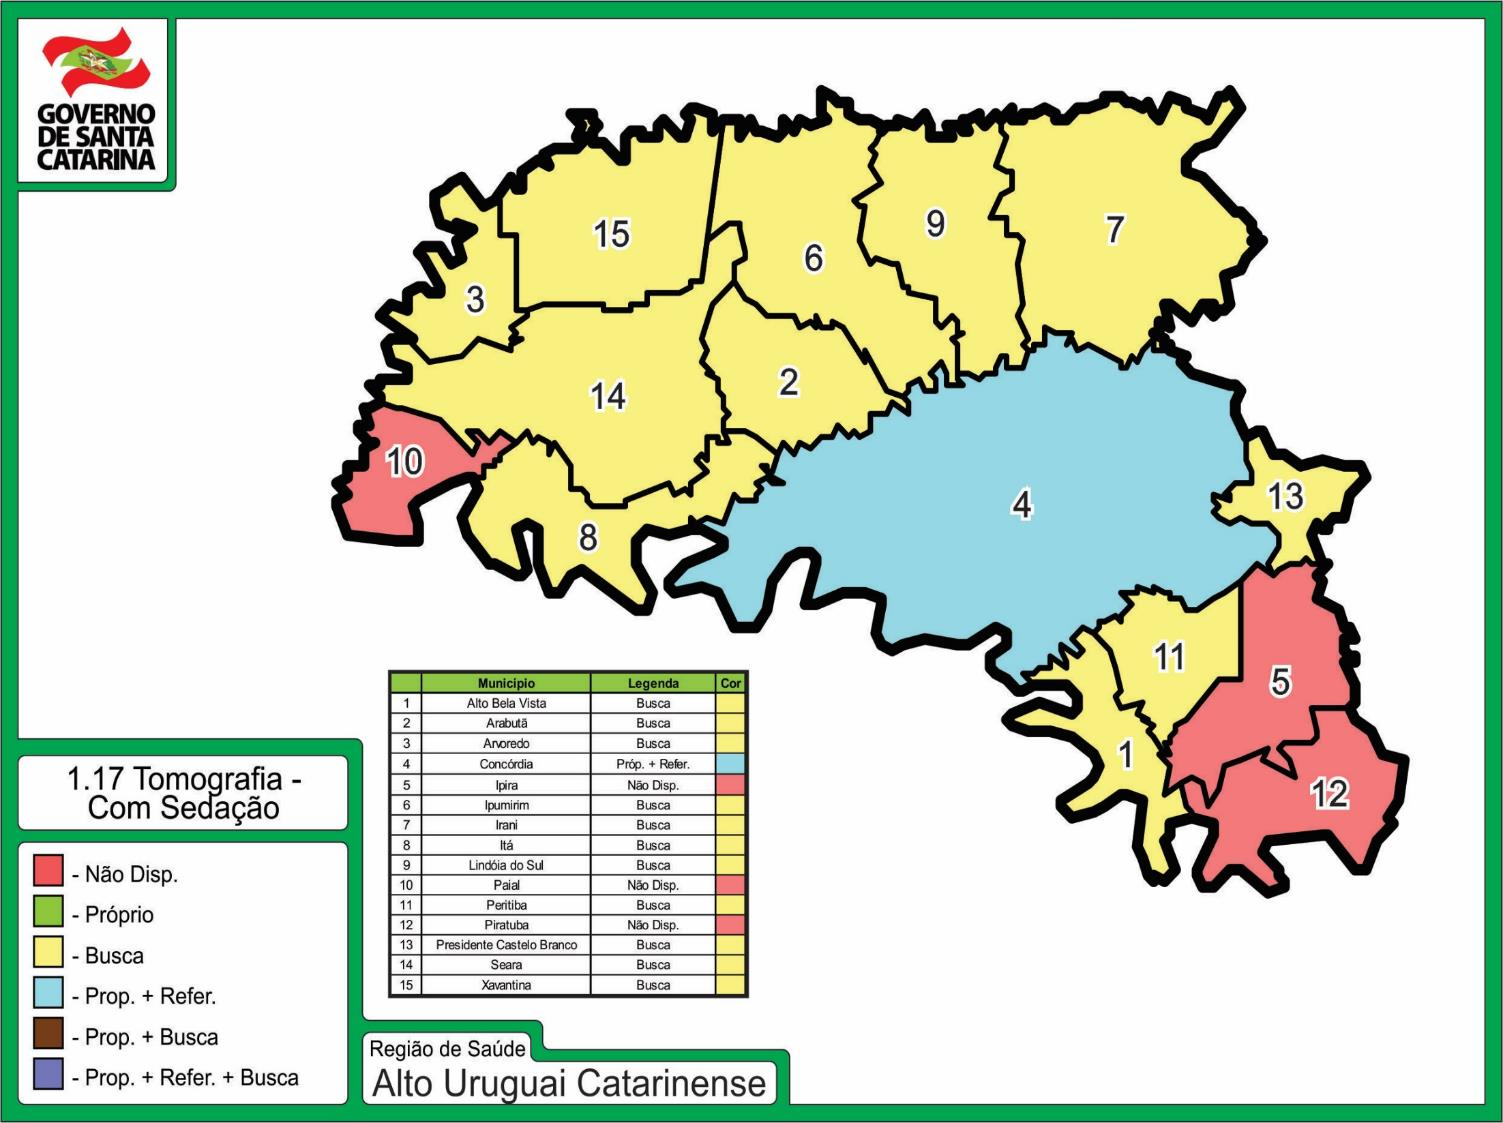 GOVERNO
DE SANTA
CATARINA
15
9
7
6
3
2
14
10
4
13
8
11
5
1
12
Município Legenda Cor
1 Alto Bela Vista Busca
2 Arabutã Busca
3 Arvoredo Busca
4 Concórdia Próp. + Refer.
5 Ipira Não Disp.
6 Ipumirim Busca
7 Irani Busca
8 Itá Busca
9 Lindóia do Sul Busca
10 Paial Não Disp.
11 Peritiba Busca
12 Piratuba Não Disp.
13 Presidente Castelo Branco Busca
14 Seara Busca
15 Xavantina Busca
1.17 Tomografia -
Com Sedação
- Não Disp.
- Próprio
- Busca
- Prop. + Refer.
- Prop. + Busca
- Prop. + Refer. + Busca
Região de Saúde
Alto Uruguai Catarinense